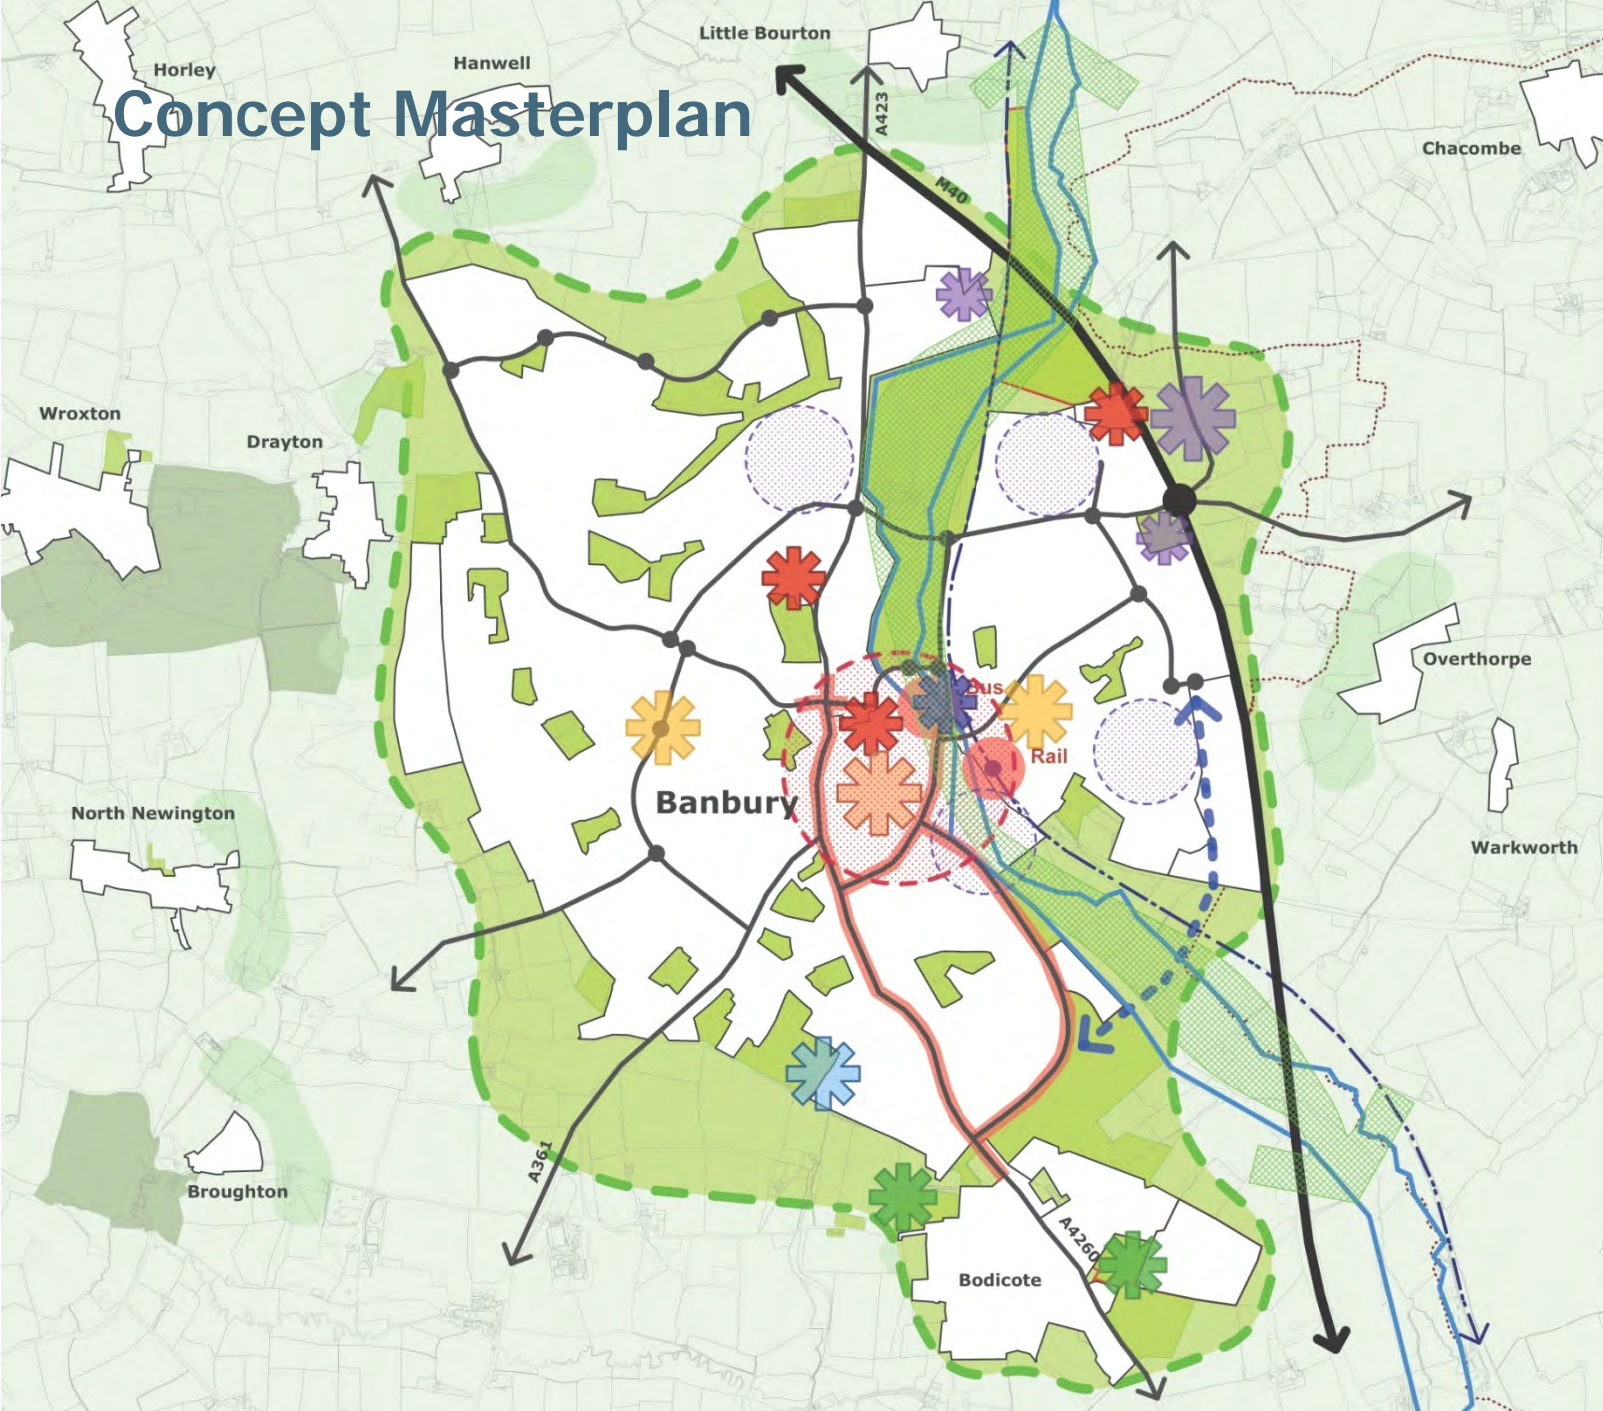 Little Bourton
Horley
Hanwell
Concept Masterplan
A423
Chacombe
M40
Wroxton
Drayton
Overthorpe
Bus
Rail
Banbury
North Newington
Warkworth
A361
Broughton
A4260
Bodicote